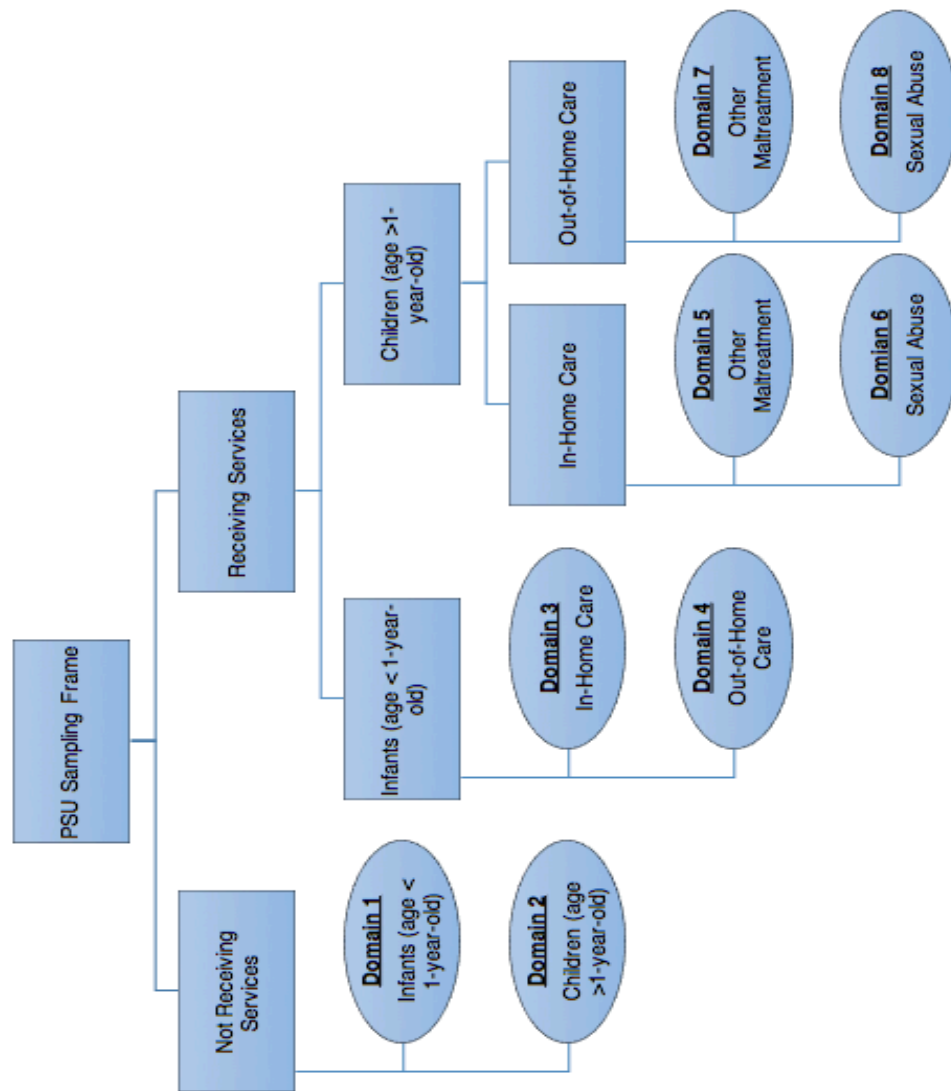 PSU Sampling Frame
Not Receiving
Services
Receiving Services
Domain 1
Infants (age <
1-year-old)
Domain 2
Children (age
>1-year-old)
Infants (age < 1-year-
old)
Children (age >1-
year-old)
Domain 3
In-Home Care
Domain 4
Out-of-Home
Care
In-Home Care
Out-of-Home Care
Domain 5
Other
Maltreatment
Domian 6
Sexual Abuse
Domain 7
Other
Maltreatment
Domain 8
Sexual Abuse